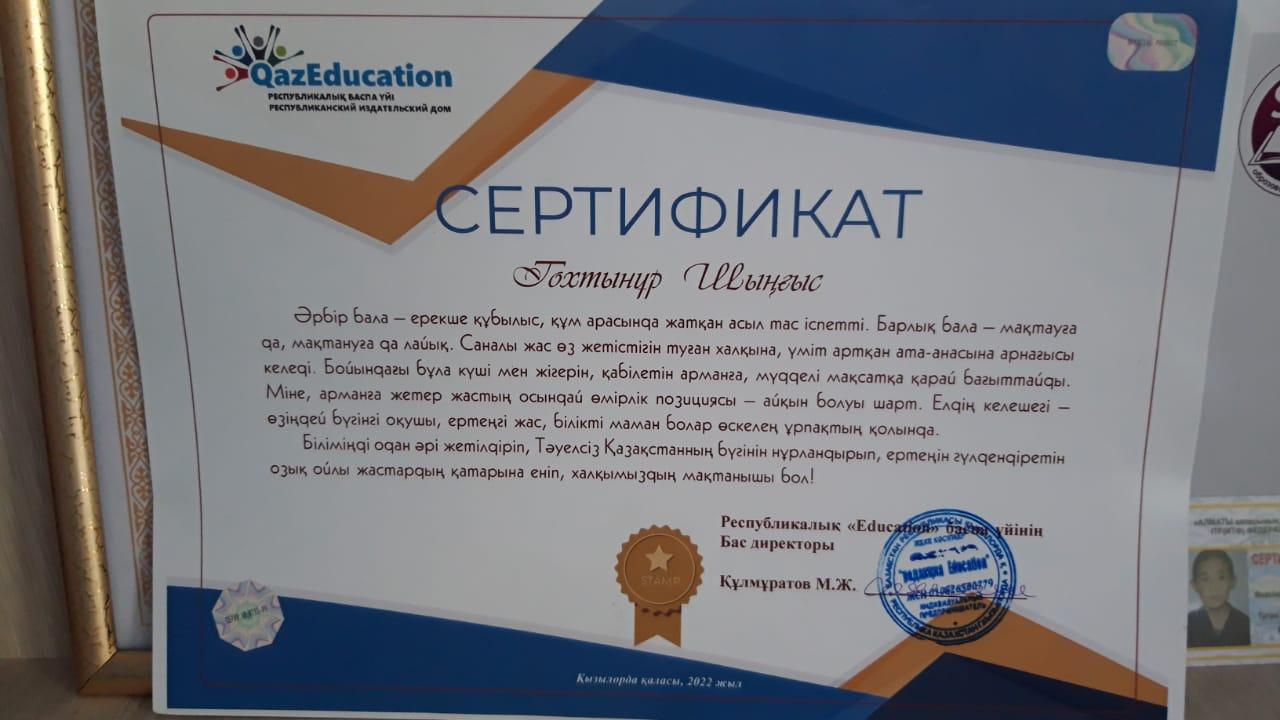 QazEducation
РЕСПУБЛИКАЛЫҚ БАСПА ҮЙІ
РЕСПУБЛИКАНСКИЙ ИЗДАТЕЛЬСКИЙ ДОМ
СЕРТИФИКАТ
Тохтынұр Шыңғыс
Әрбір бала – ерекше құбылыс, құм арасында жатқан асыл тас іспетті. Барлық бала – мақтауға
да, мақтануға да лайық. Саналы жас өз жетістігін туған халқына, үміт артқан ата-анасына арнағысы
келеді. Бойындағы бұла күші мен жігерін, қабілетін арманға, мүдделі мақсатқа қарай бағыттайды.
Міне, арманға жетер жастың осындай өмірлік позициясы – айқын болуы шарт. Елдің келешегі –
өзіңдей бүгінгі оқушы, ертеңгі жас, білікті маман болар өскелең ұрпақтың қолында.
Біліміңді одан әрі жетілдіріп, Тәуелсіз Қазақстанның бүгінін нұрландырып, ертеңін гүлдендіретін
озық ойлы жастардың қатарына еніп, халқымыздың мақтанышы бол!
Республикалық «Education» баспа үйінің
Бас директоры
Құлмұратов М.Ж.
STAMP
"Редакция Education"
ИНДИВИДУАЛЬНЫЙ
ПРЕДПРИНИМАТЕЛЬ
Қызылорда қаласы, 2022 жыл